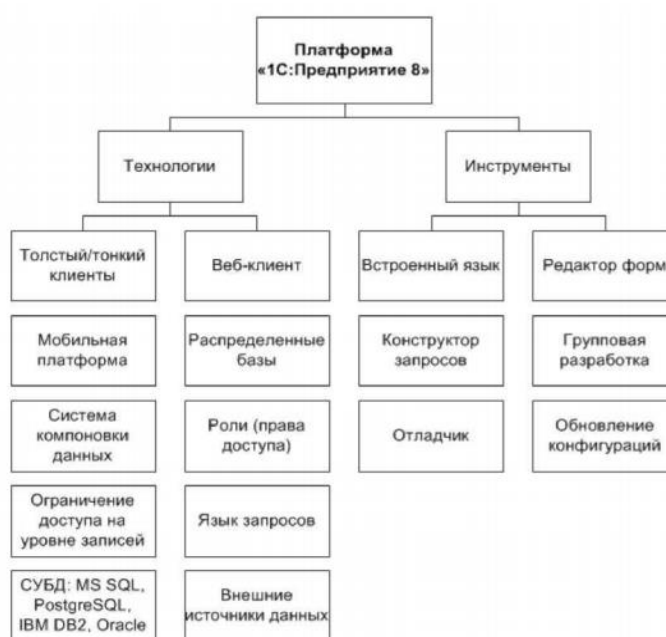 Платформа
«1С:Предприятие 8»
Технологии
Инструменты
Толстый/тонкий
клиенты
Веб-клиент
Встроенный язык
Редактор форм
Мобильная
платформа
Распределенные
базы
Конструктор
запросов
Групповая
разработка
Система
компоновки
данных
Роли (права
доступа)
Отладчик
Обновление
конфигураций
Ограничение
доступа на
уровне записей
Язык запросов
СУБД: MS SQL,
PostgreSQL,
IBM DB2, Oracle
Внешние
источники данных